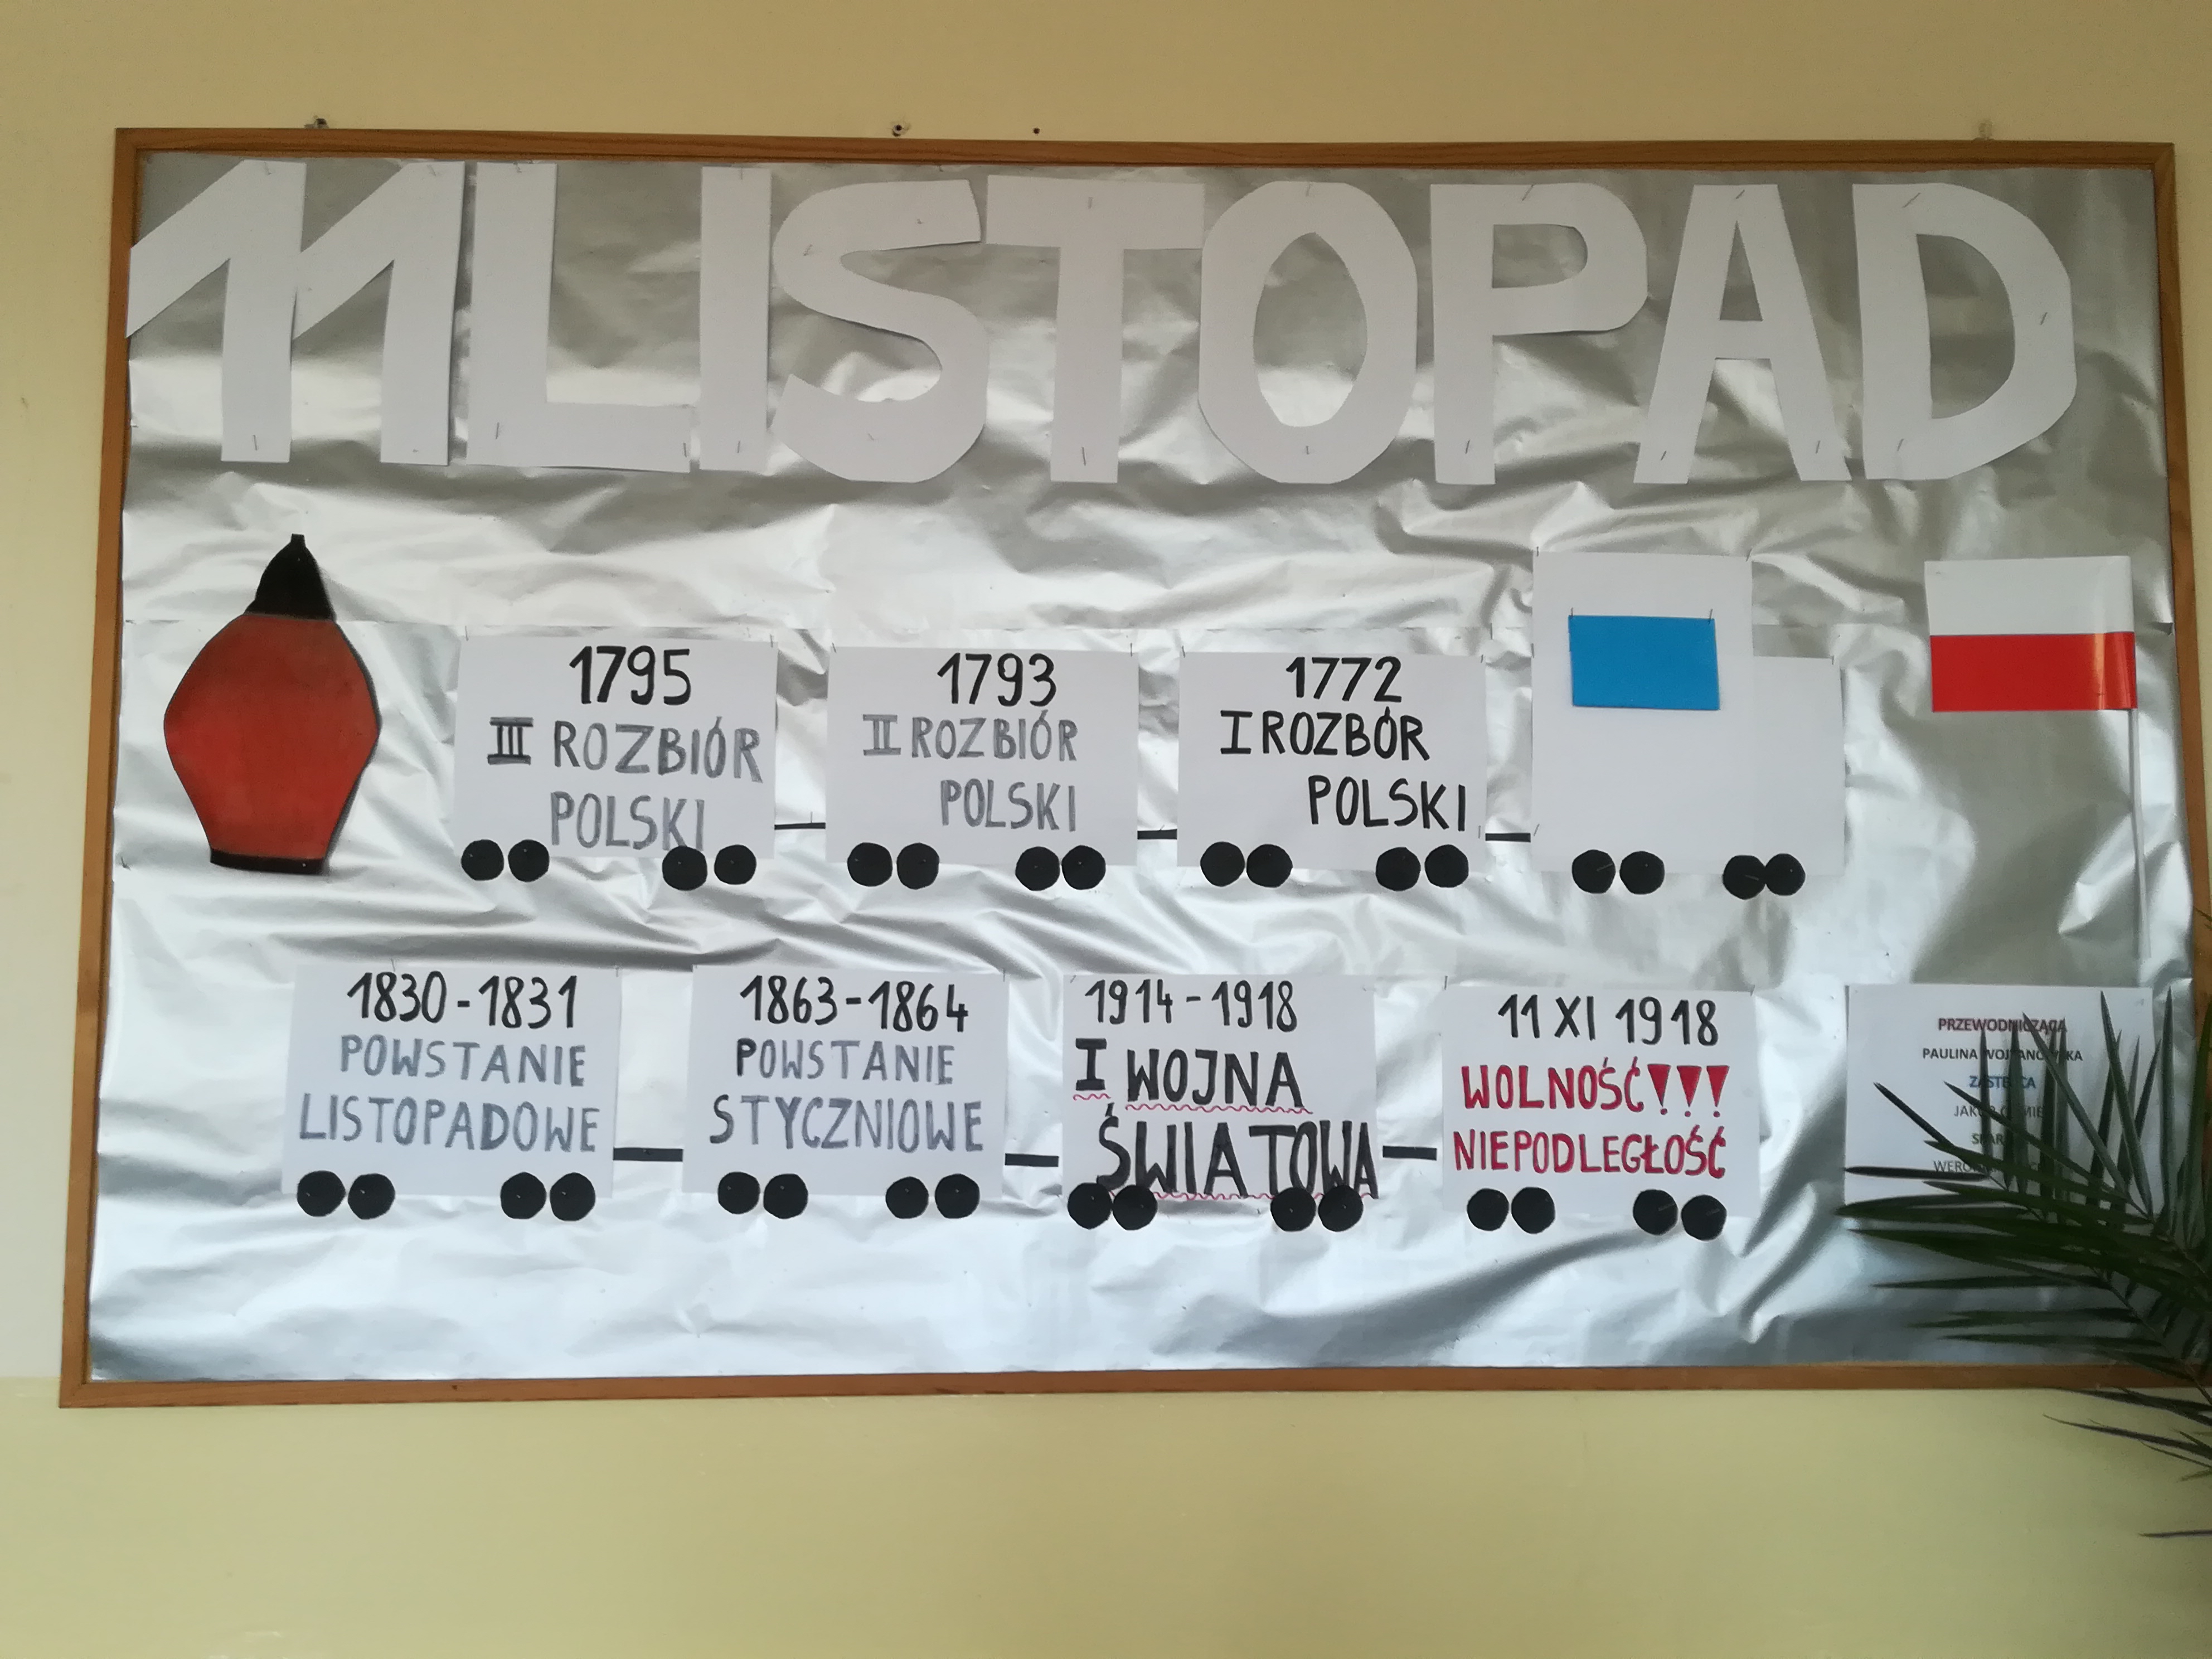 11 LISTOPAD
1795
III ROZBIÓR
POLSKI
1793
II ROZBIÓR
POLSKI
1772
I ROZBÓR
POLSKI
1830-1831
POWSTANIE
LISTOPADOWE
1863-1864
POWSTANIE
STYCZNIOWE
1914-1918
I WOJNA
ŚWIATOWA
11 XI 1918
WOLNOŚĆ!!!
NIEPODLEGŁOŚĆ
PRZEWODNICZĄCA
PAULINA